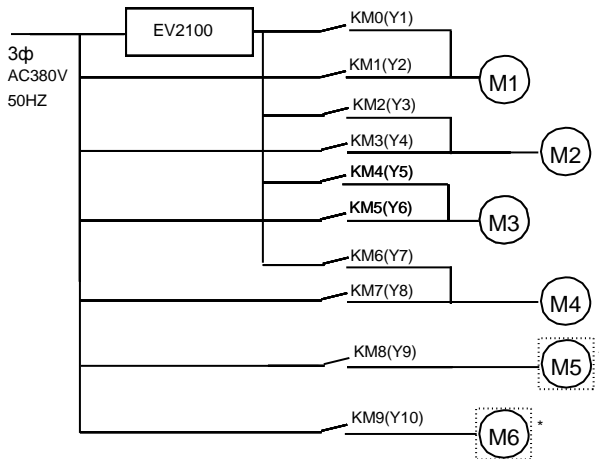 KM0(Y1)
EV2100
3ф
AC380V
50HZ
KM1(Y2)
M1
KM2(Y3)
KM3(Y4)
M2
KM4(Y5)
KM5(Y6)
M3
KM6(Y7)
KM7(Y8)
M4
KM8(Y9)
M5
KM9(Y10)
M6 *